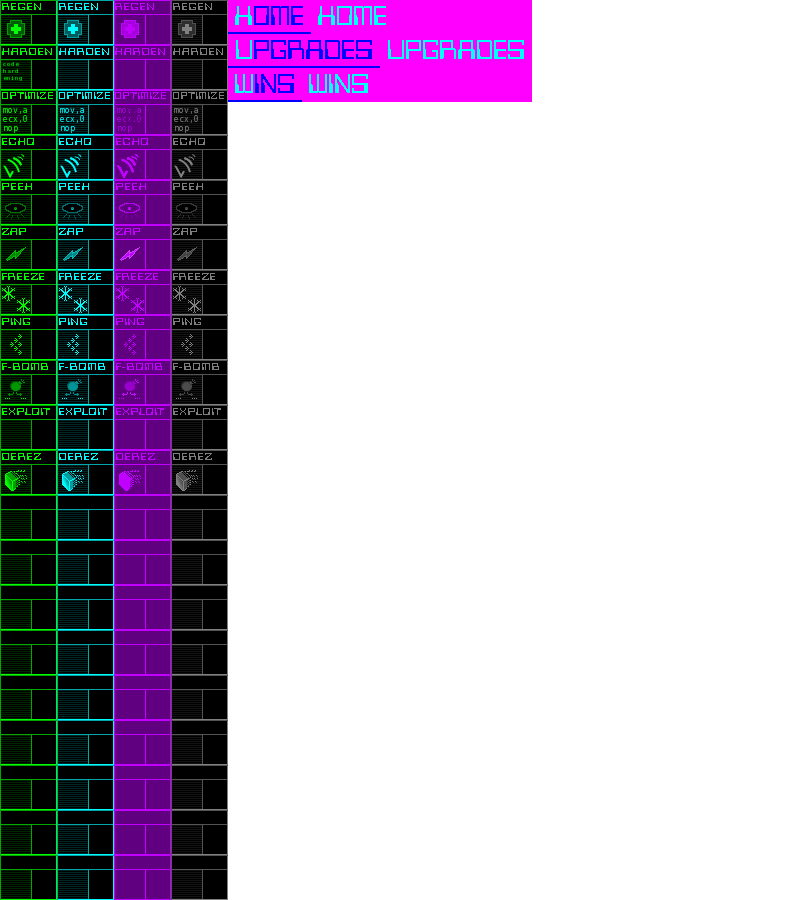 REGEN REGEN REGEN REGEN
HARDEN HARDEN HARDEN HARDEN
code
hard
ening
OPTIMIZE OPTIMIZE OPTIMIZE OPTIMIZE
mov,a mov,a mov,a mov,a
ecx,0 ecx,0 ecx,0 ecx,0
nop nop nop nop
ECHO ECHO ECHO ECHO
PEEK PEEK PEEK PEEK
ZAP ZAP ZAP ZAP
FREEZE FREEZE FREEZE FREEZE
PING PING PING PING
F-BOMB F-BOMB F-BOMB F-BOMB
EXPLOIT EXPLOIT EXPLOIT EXPLOIT
DEREZ DEREZ DEREZ DEREZ
HOME HOME
UPGRADES UPGRADES
WINS WINS